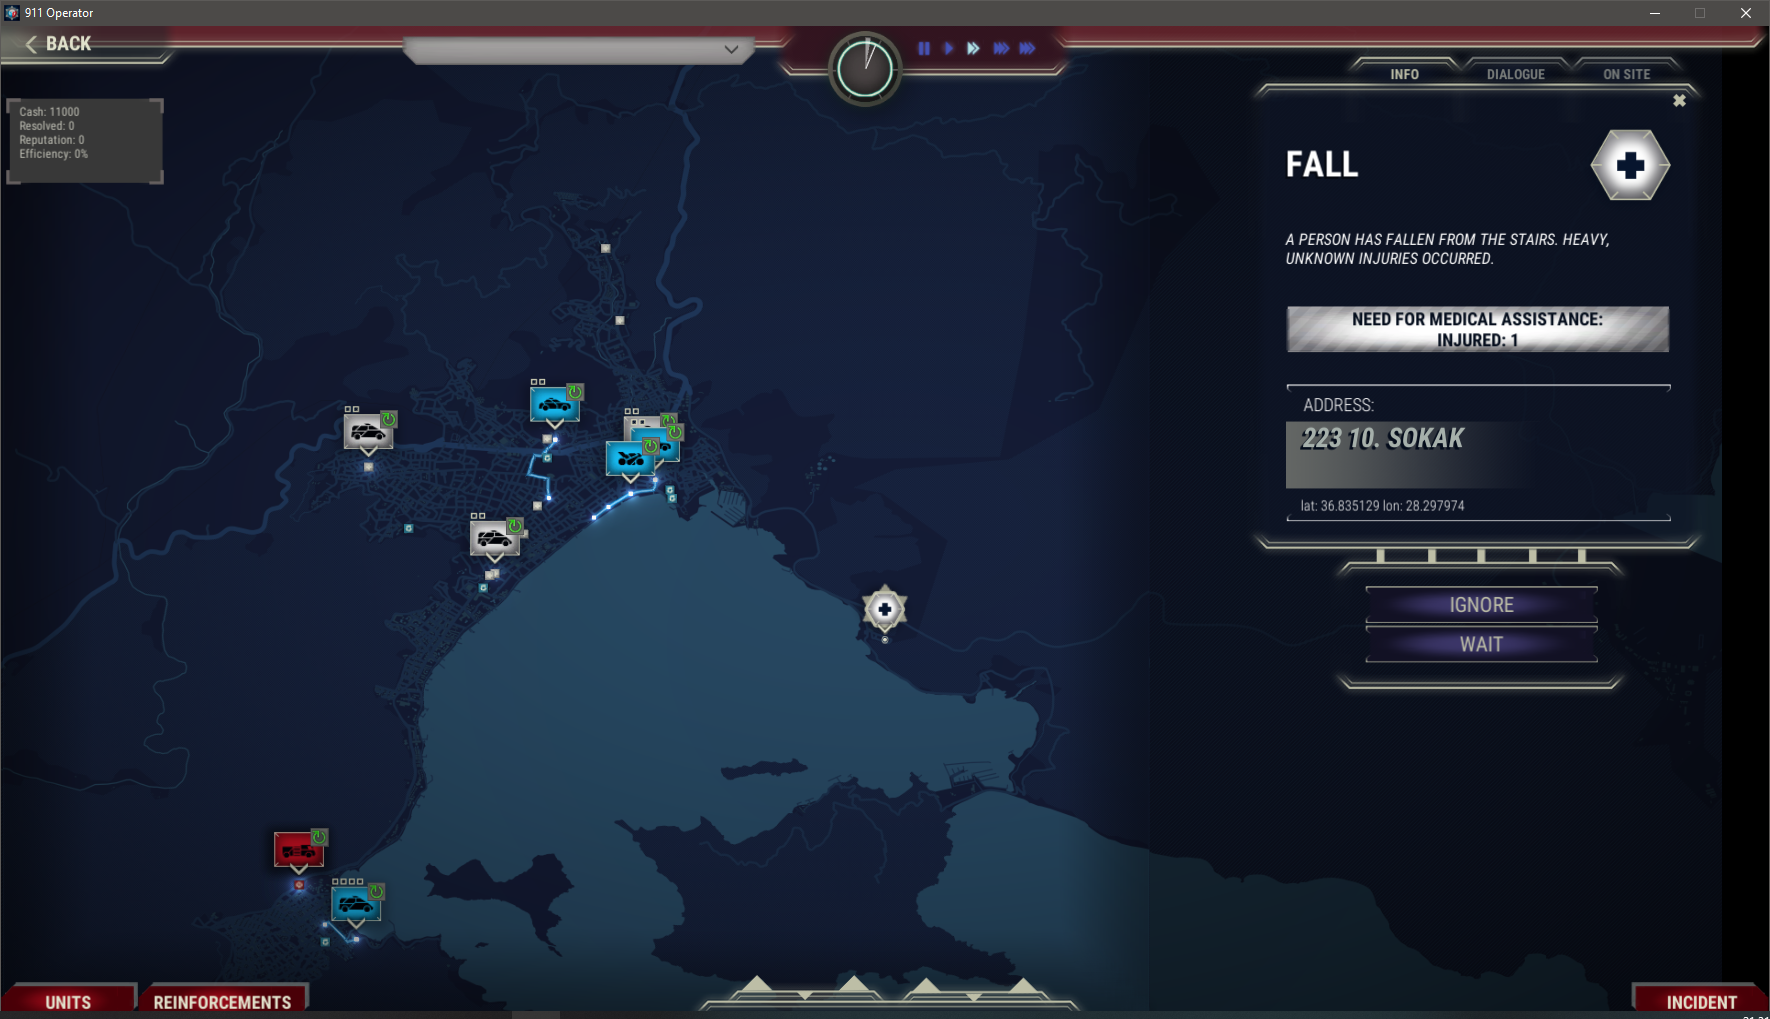 911 Operator
BACK
Cash: 11000
Resolved: 0
Reputation: 0
Efficiency: 0%
INFO
DIALOGUE
ON SITE
FALL
A PERSON HAS FALLEN FROM THE STAIRS. HEAVY,
UNKNOWN INJURIES OCCURRED.
NEED FOR MEDICAL ASSISTANCE:
INJURED: 1
ADDRESS:
223 10. SOKAK
lat: 36.835129 lon: 28.297974
IGNORE
WAIT
UNITS
REINFORCEMENTS
INCIDENT